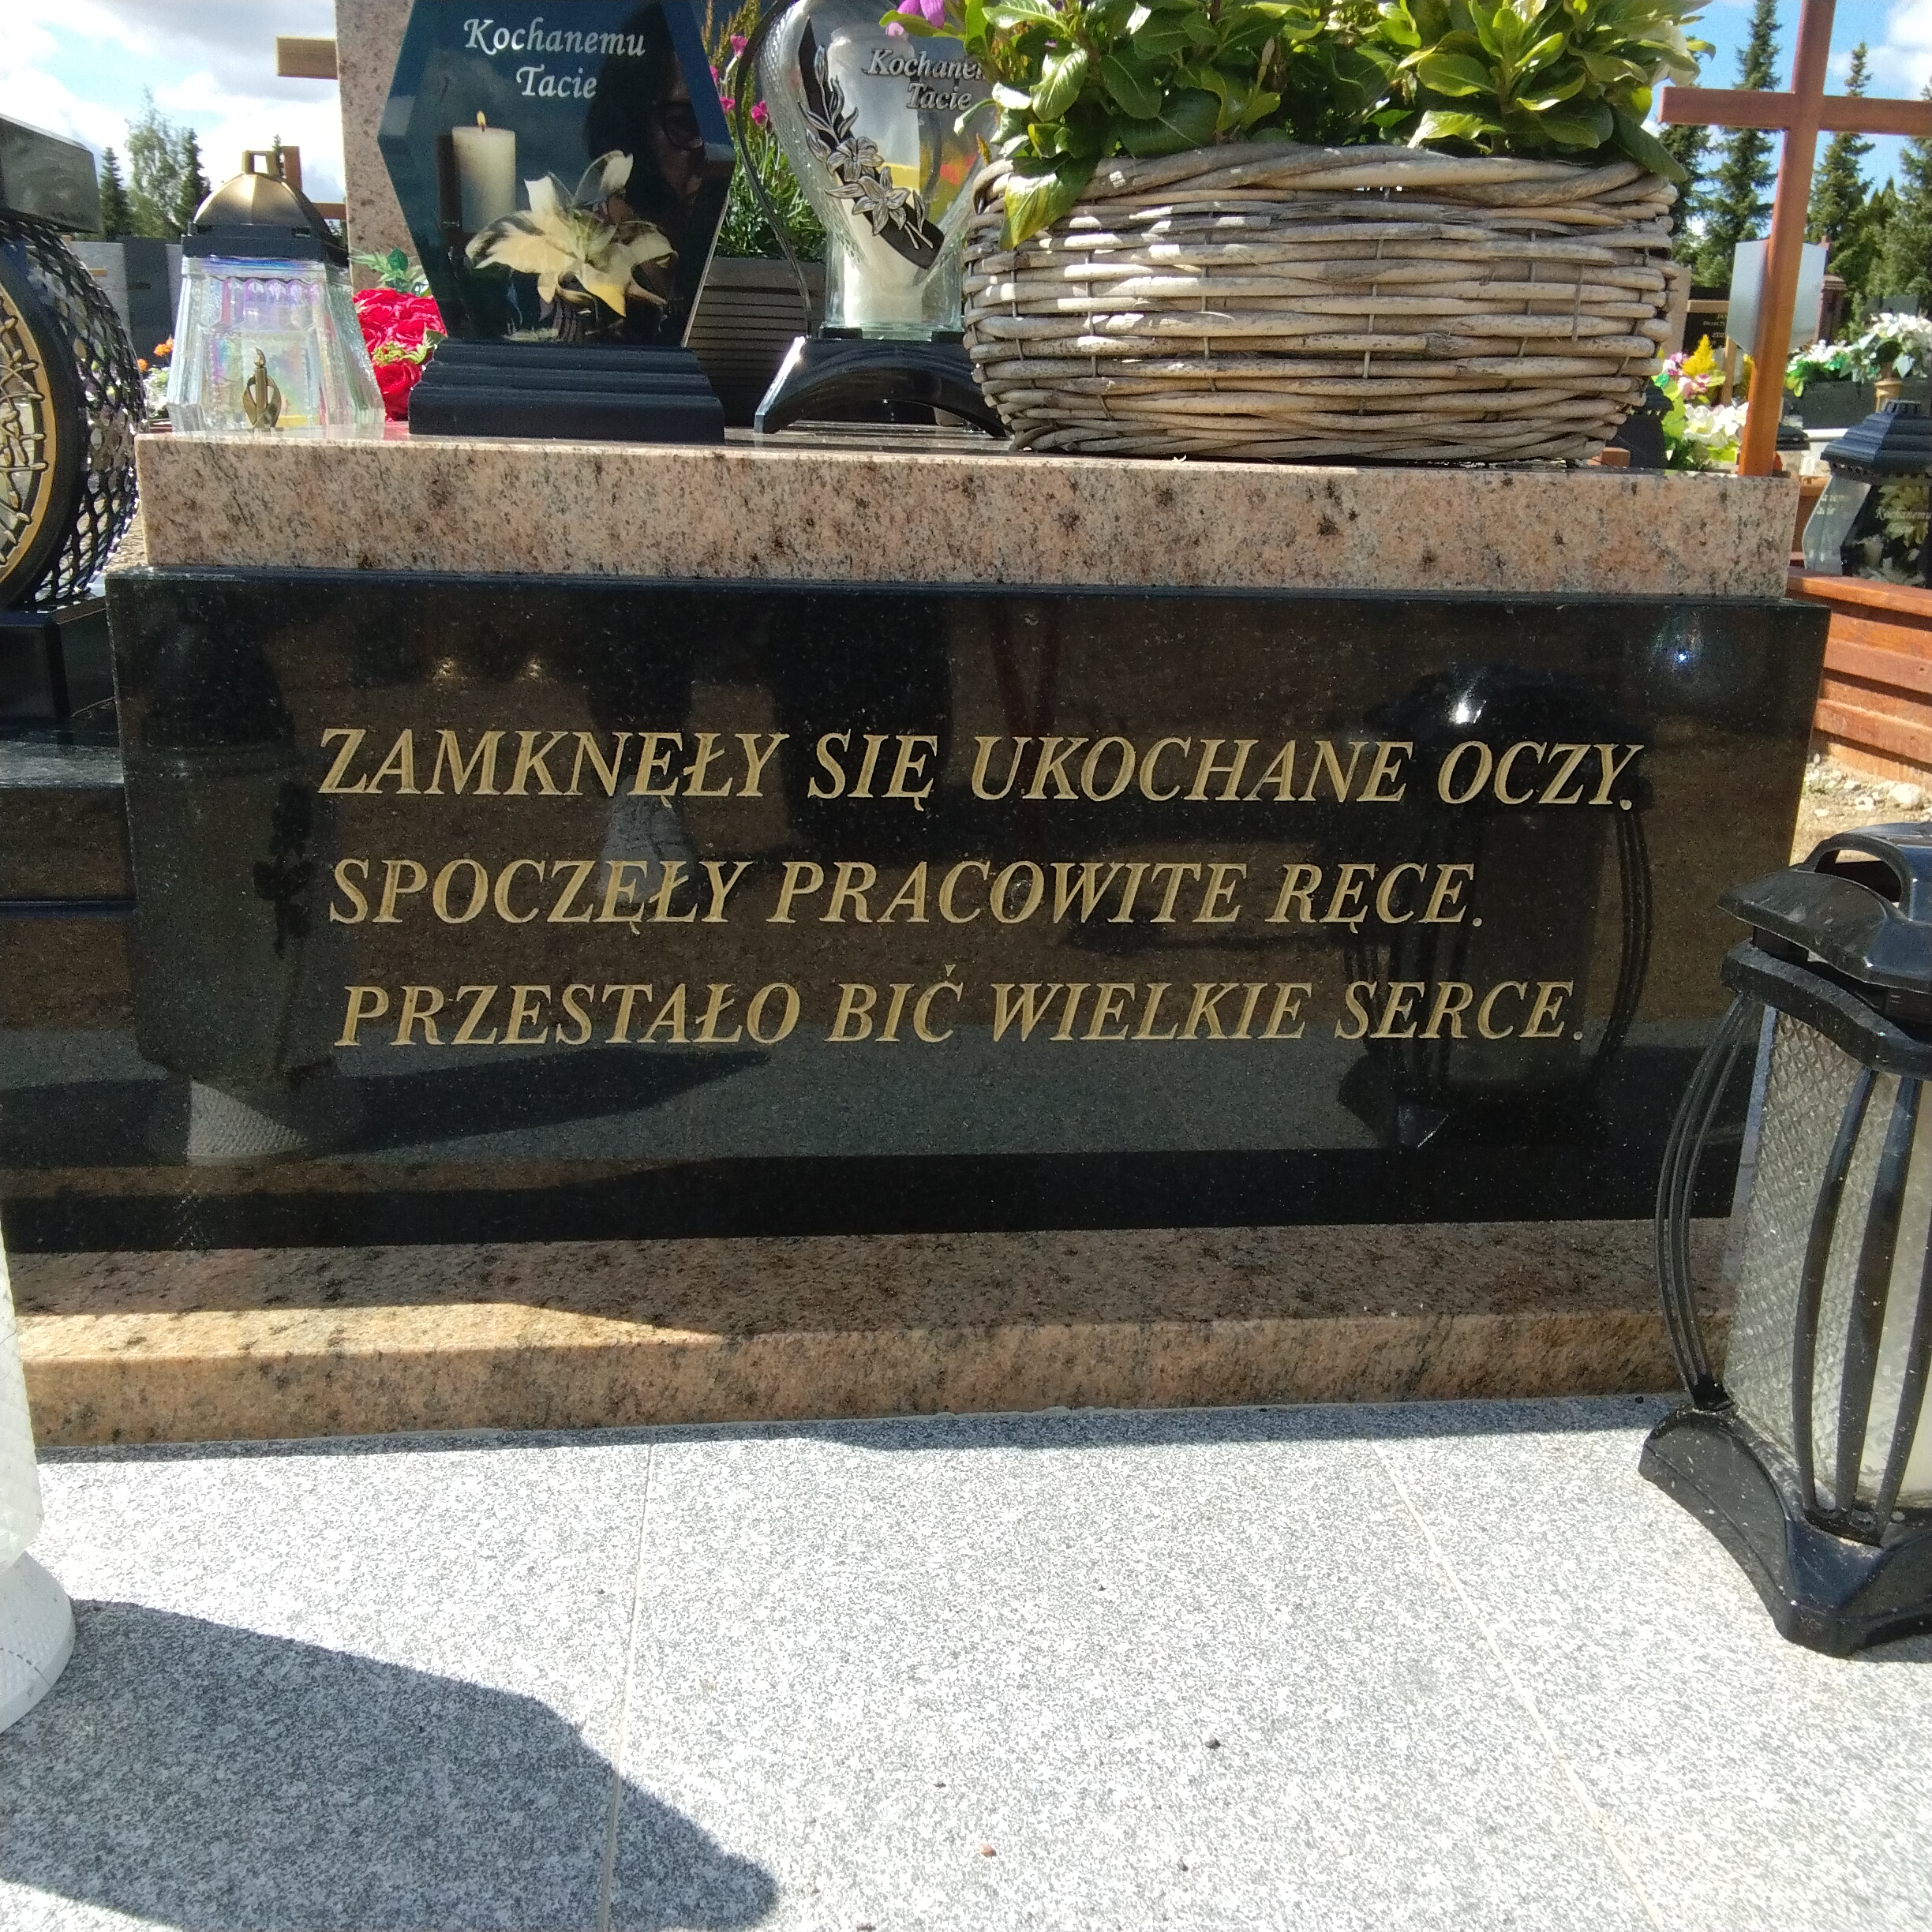 Kochanemu
Tacie
Tacie
ZAMKNĘŁY SIĘ UKOCHANE OCZY.
SPOCZĘŁY PRACOWITE RĘCE.
PRZESTAŁO BIĆ WIELKIE SERCE.
Kochanemu